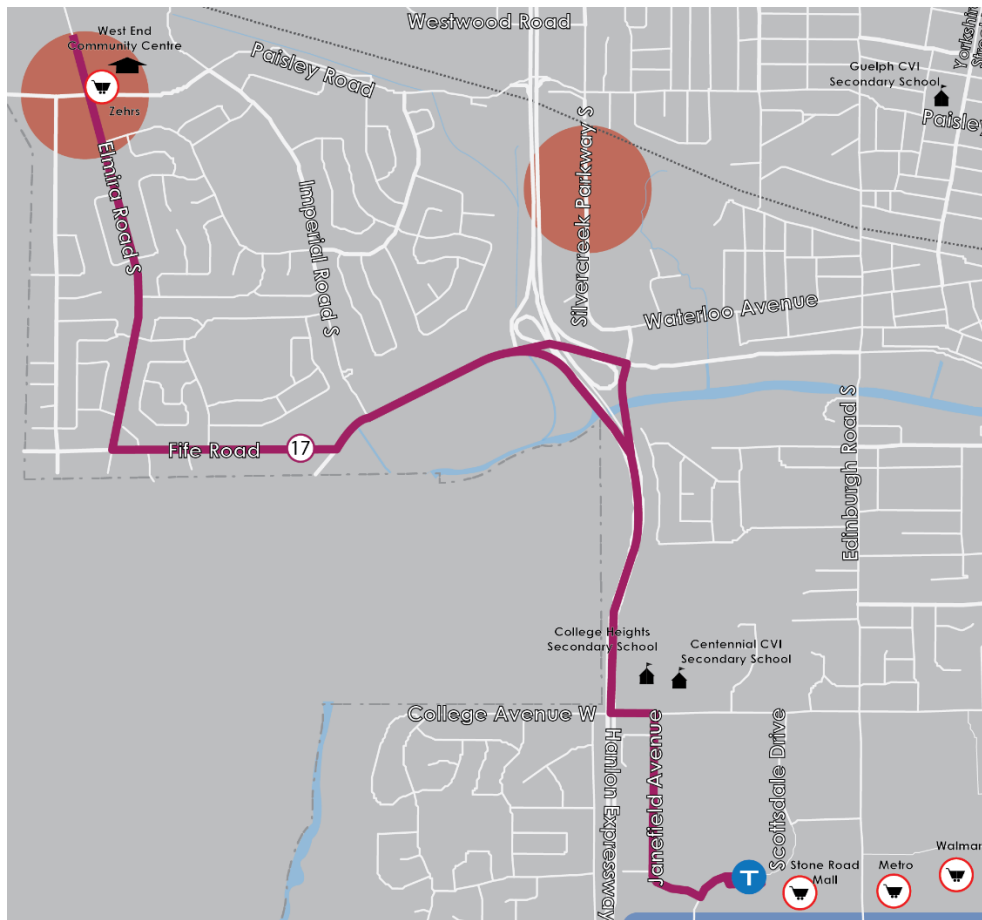 Westwood Road
West End
Community Centre
Zehrs
Paisley Road
Guelph CVI
Secondary School
Yorkshire
Street
Paisley
Elmira Road S
Imperial Road S
Silvercreek Parkway S
Waterloo Avenue
Fife Road
17
Edinburgh Road S
College Heights
Secondary School
Centennial CVI
Secondary School
College Avenue W
Hanlon Expressway
Janefield Avenue
Scottsdale Drive
T
Stone Road
Mall
Metro
Walmar